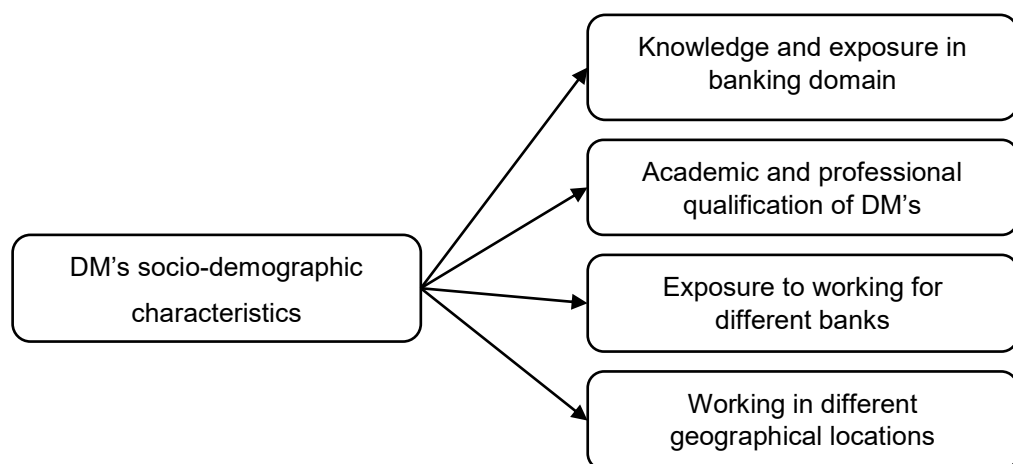 Knowledge and exposure in
banking domain
Academic and professional
qualification of DM’s
DM’s socio-demographic
characteristics
Exposure to working for
different banks
Working in different
geographical locations